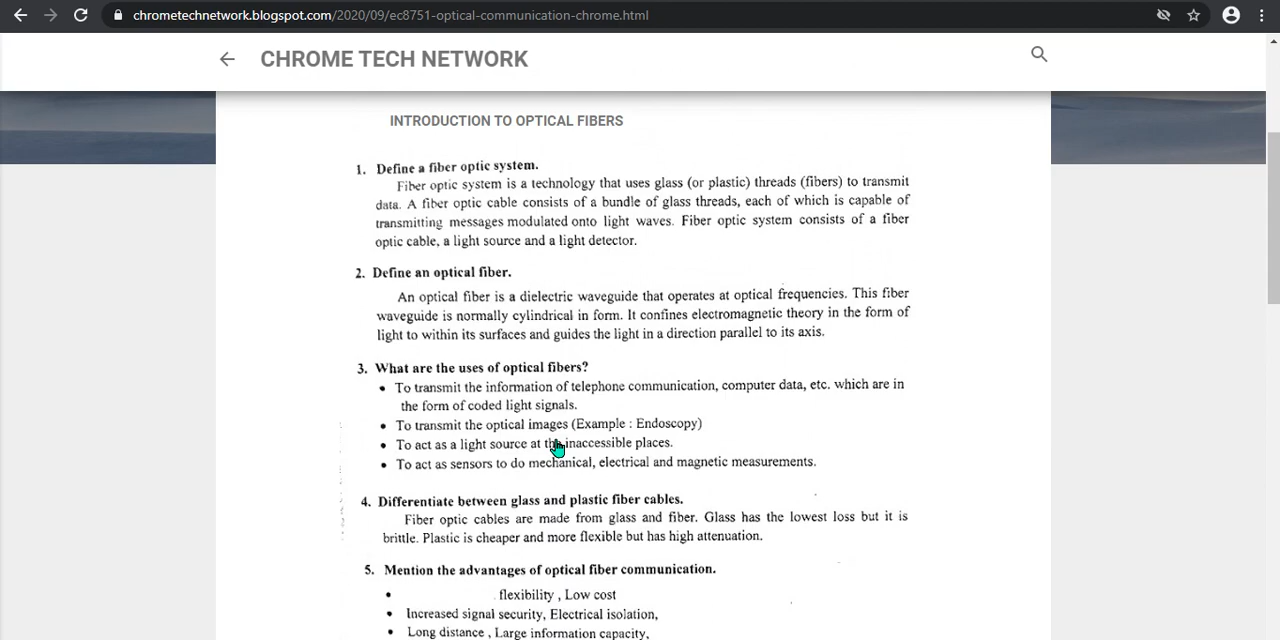 chrometechnetwork.blogspot.com/2020/09/ec8751-optical-communication-chrome.html
CHROME TECH NETWORK
INTRODUCTION TO OPTICAL FIBERS
1. Define a fiber optic system.
Fiber optic system is a technology that uses glass (or plastic) threads (fibers) to transmit
data. A fiber optic cable consists of a bundle of glass threads, each of which is capable of
transmitting messages modulated onto light waves. Fiber optic system consists of a fiber
optic cable, a light source and a light detector.
2. Define an optical fiber.
An optical fiber is a dielectric waveguide that operates at optical frequencies. This fiber
waveguide is normally cylindrical in form. It confines electromagnetic theory in the form of
light to within its surfaces and guides the light in a direction parallel to its axis.
3. What are the uses of optical fibers?
• To transmit the information of telephone communication, computer data, etc. which are in
the form of coded light signals.
• To transmit the optical images (Example : Endoscopy)
• To act as a light source at the inaccessible places.
• To act as sensors to do mechanical, electrical and magnetic measurements.
4. Differentiate between glass and plastic fiber cables.
Fiber optic cables are made from glass and fiber. Glass has the lowest loss but it is
brittle. Plastic is cheaper and more flexible but has high attenuation.
5. Mention the advantages of optical fiber communication.
• flexibility , Low cost
• Increased signal security, Electrical isolation,
• Long distance , Large information capacity,